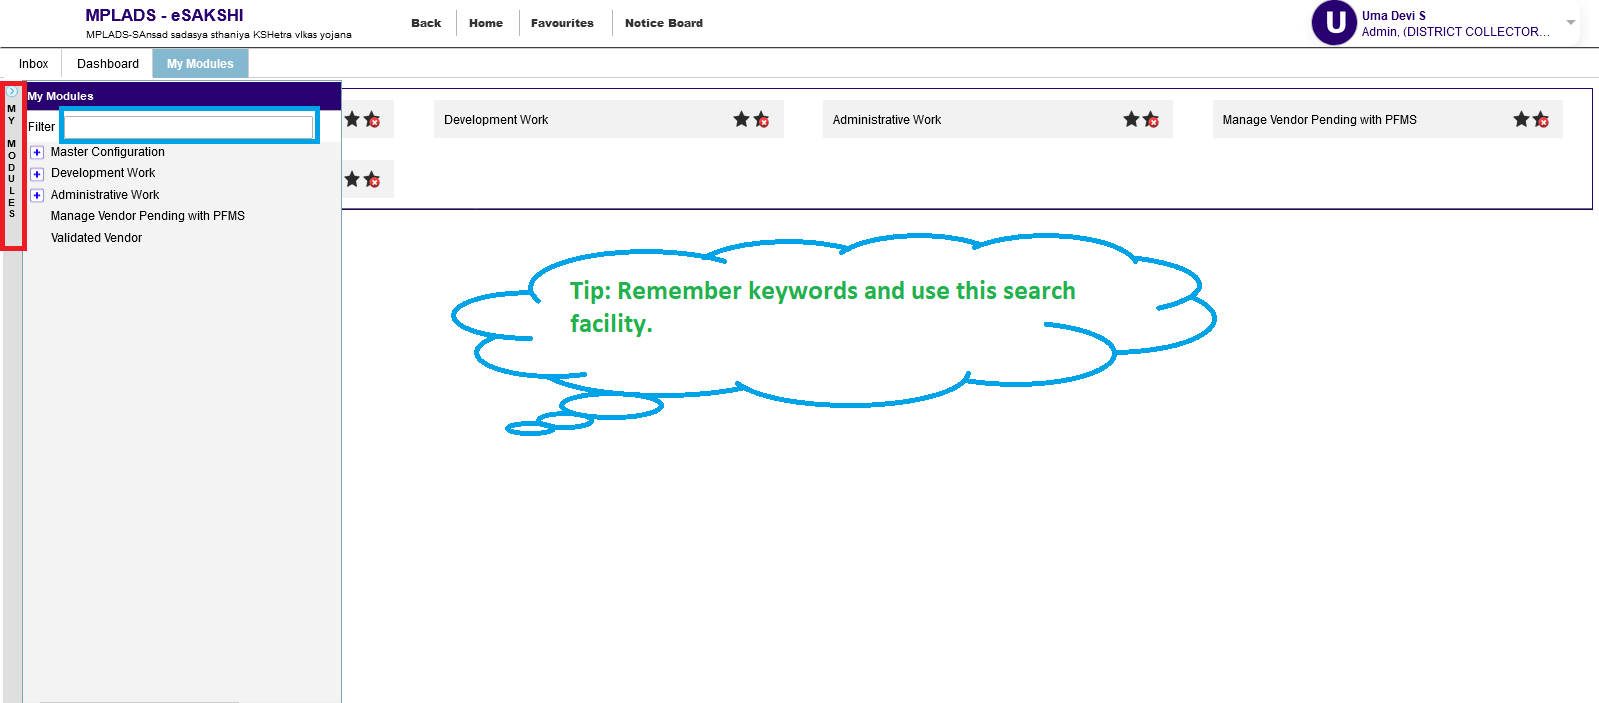 MPLADS - eSAKSHI
MPLADS-SAnsad sadasya sthaniya KSHetra vIkas yojana
Back
Home
Favourites
Notice Board
U
Uma Devi S
Admin, (DISTRICT COLLECTOR...
Inbox
Dashboard
My Modules
MY MODULES
My Modules
Filter
Master Configuration
Development Work
Administrative Work
Manage Vendor Pending with PFMS
Validated Vendor
Development Work
Administrative Work
Manage Vendor Pending with PFMS
Tip: Remember keywords and use this search
facility.